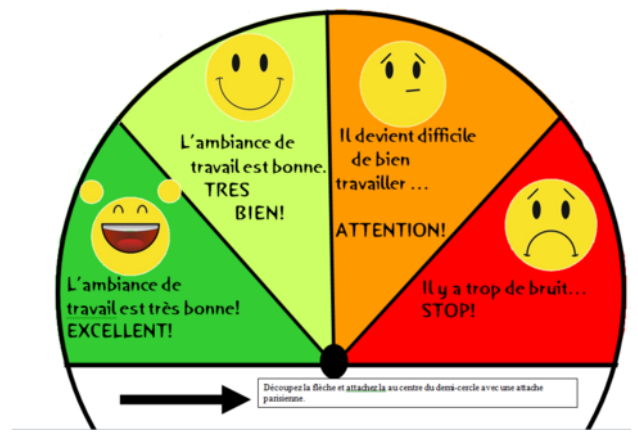 L'ambiance de
travail est très bonne!
EXCELLENT!
L'ambiance de
travail est bonne.
TRES
BIEN!
Il devient difficile
de bien
travailler ...
ATTENTION!
Il y a trop de bruit...
STOP!
Découpez la flèche et attachez la au centre du demi-cercle avec une attache
parisienne.